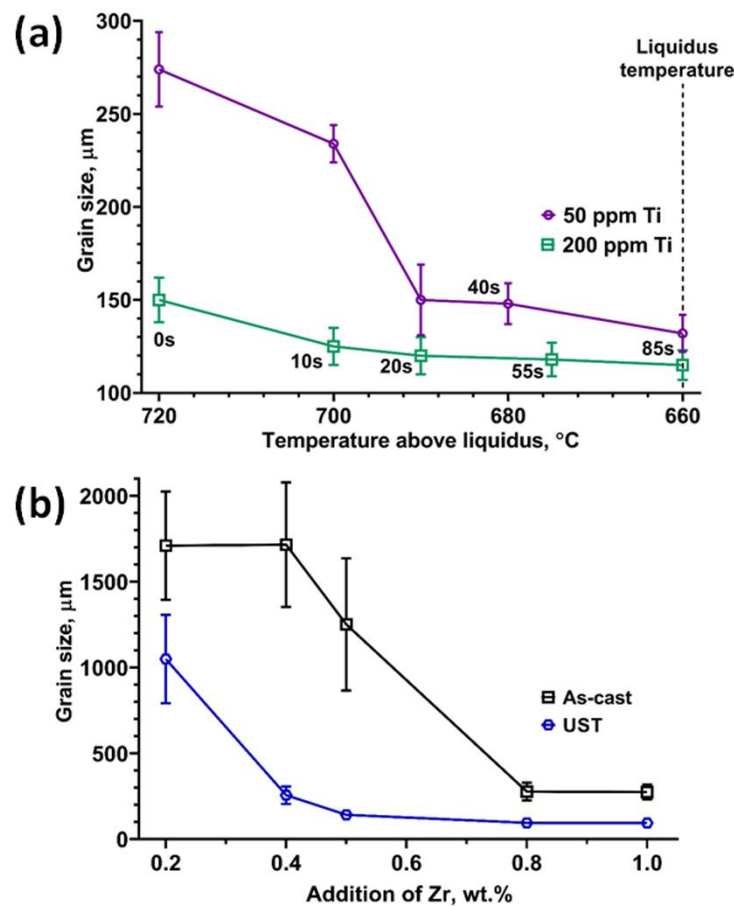 (a)
300
250
200
150
100
Grain size, µm
Liquidus
temperature
50 ppm Ti
200 ppm Ti
0s
10s
20s
40s
55s
85s
720
700
680
660
Temperature above liquidus, °C
(b)
2000
1500
1000
500
0
Grain size, µm
As-cast
UST
0.2
0.4
0.6
0.8
1.0
Addition of Zr, wt.%